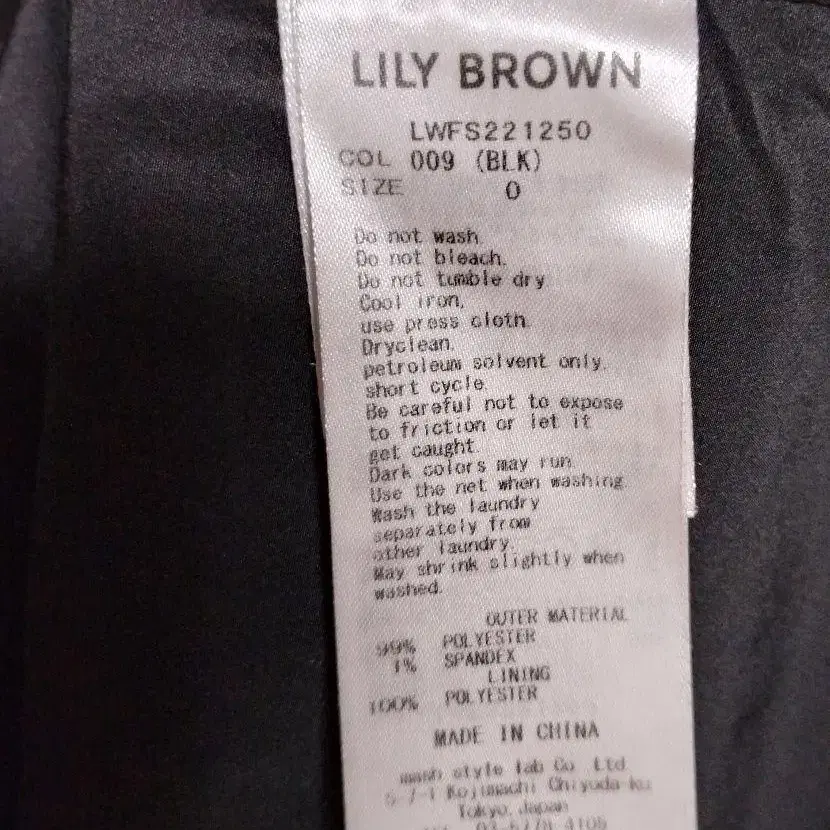 LILY BROWN
LWFS221250
COL 009 (BLK)
SIZE 0
Do not wash.
Do not bleach.
Do not tumble dry.
Cool iron,
use press cloth.
Dryclean.
petroleum solvent only.
short cycle.
Be careful not to expose
to friction or let it
get caught.
Dark colors may run.
Use the net when washing
Wash the laundry
separately from
other laundry.
May shrink slightly when
washed.
OUTER MATERIAL
99% POLYESTER
1% SPANDEX
LINING
100% POLYESTER
MADE IN CHINA
mash style lab Co. Ltd.
5-7-1 Kojimachi Chiyoda-ku
Tokyo, Japan